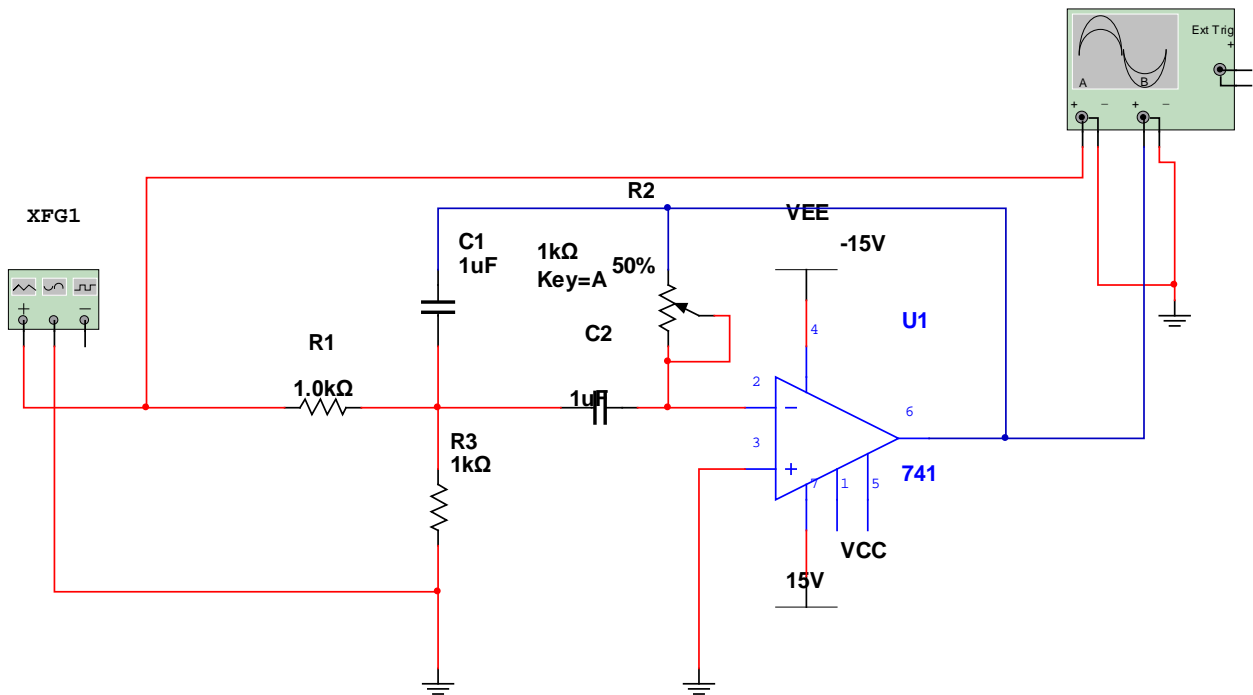 Ext Trig
+
A B
+ − + −
R2
XFG1
VEE
C1
1uF
1kΩ
Key=A
50%
-15V
+ −
C2
4
U1
R1
1.0kΩ
1uF
2
−
6
R3
1kΩ
3
+
741
7
1
5
VCC
15V